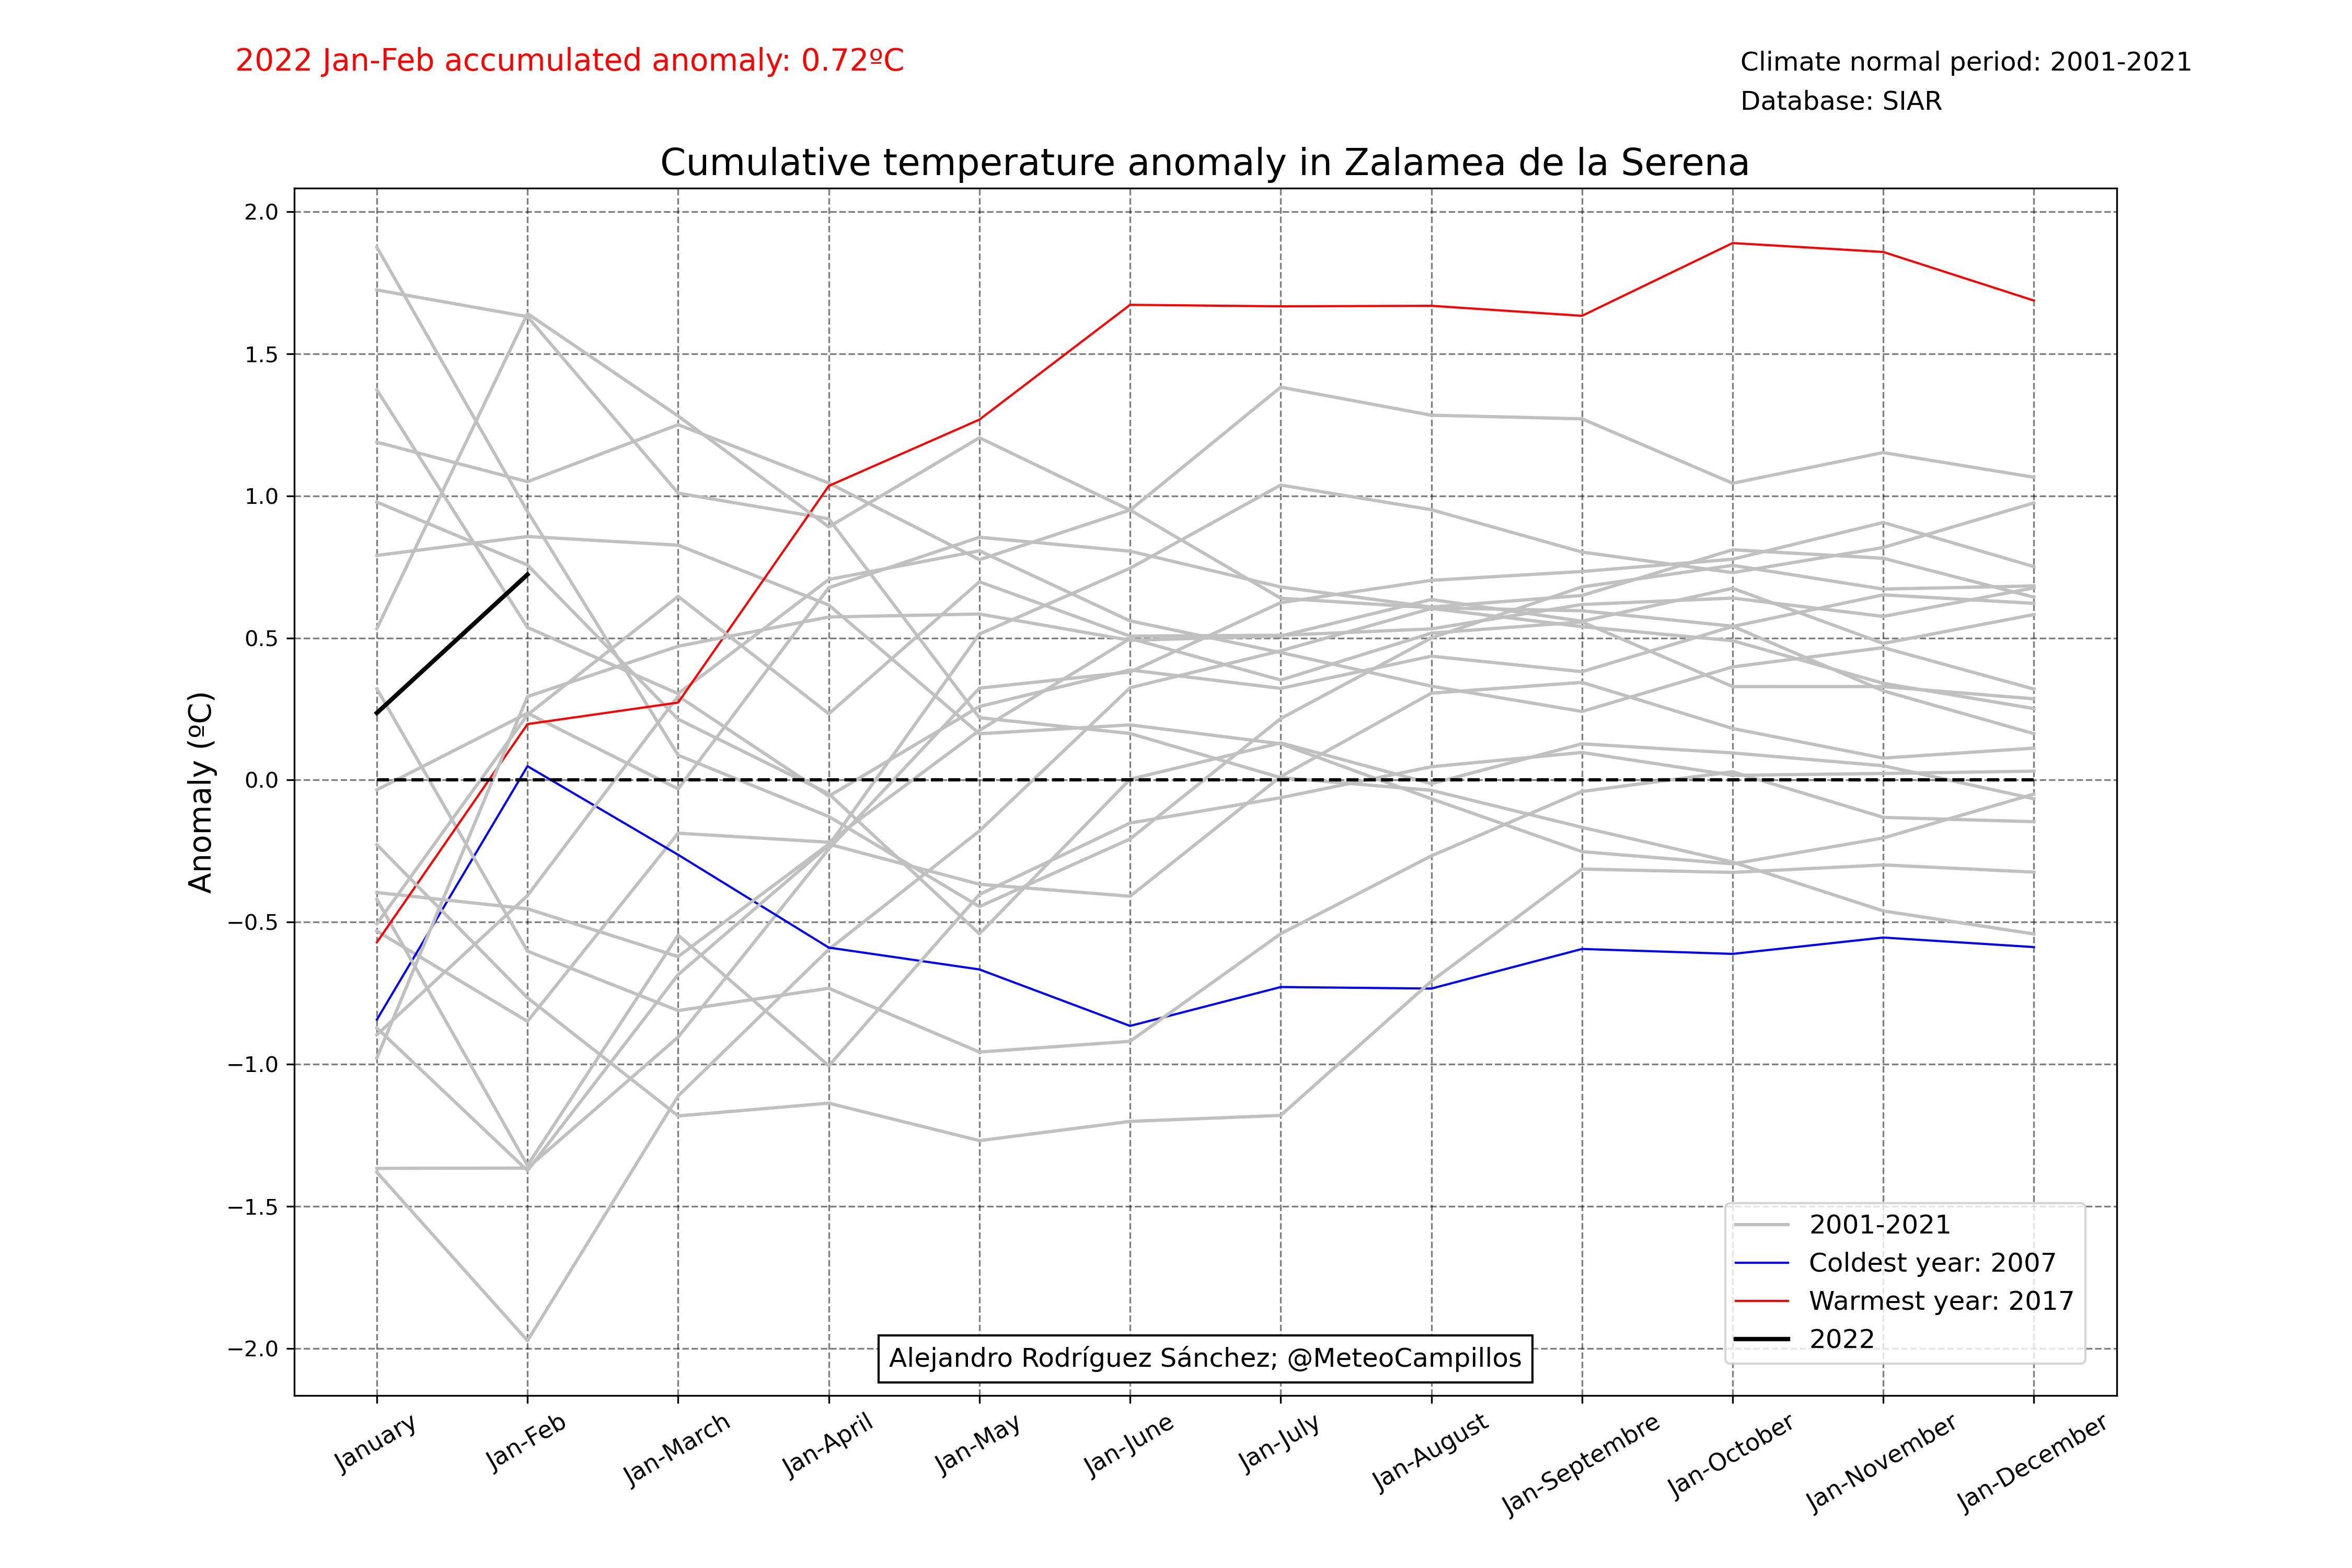 2022 Jan-Feb accumulated anomaly: 0.72ºC
Climate normal period: 2001-2021
Database: SIAR
Cumulative temperature anomaly in Zalamea de la Serena
Anomaly (ºC)
2.0
1.5
1.0
0.5
0.0
−0.5
−1.0
−1.5
−2.0
2001-2021
Coldest year: 2007
Warmest year: 2017
2022
Alejandro Rodríguez Sánchez; @MeteoCampillos
January
Jan-Feb
Jan-March
Jan-April
Jan-May
Jan-June
Jan-July
Jan-August
Jan-Septembre
Jan-October
Jan-November
Jan-December